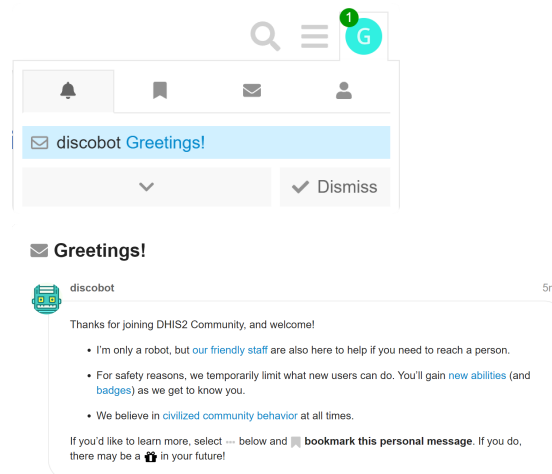 1
G
discobot Greetings!
Dismiss
Greetings!
discobot
Thanks for joining DHIS2 Community, and welcome!
• I'm only a robot, but our friendly staff are also here to help if you need to reach a person.
• For safety reasons, we temporarily limit what new users can do. You'll gain new abilities (and
badges) as we get to know you.
• We believe in civilized community behavior at all times.
If you'd like to learn more, select ••• below and bookmark this personal message. If you do,
there may be a in your future!